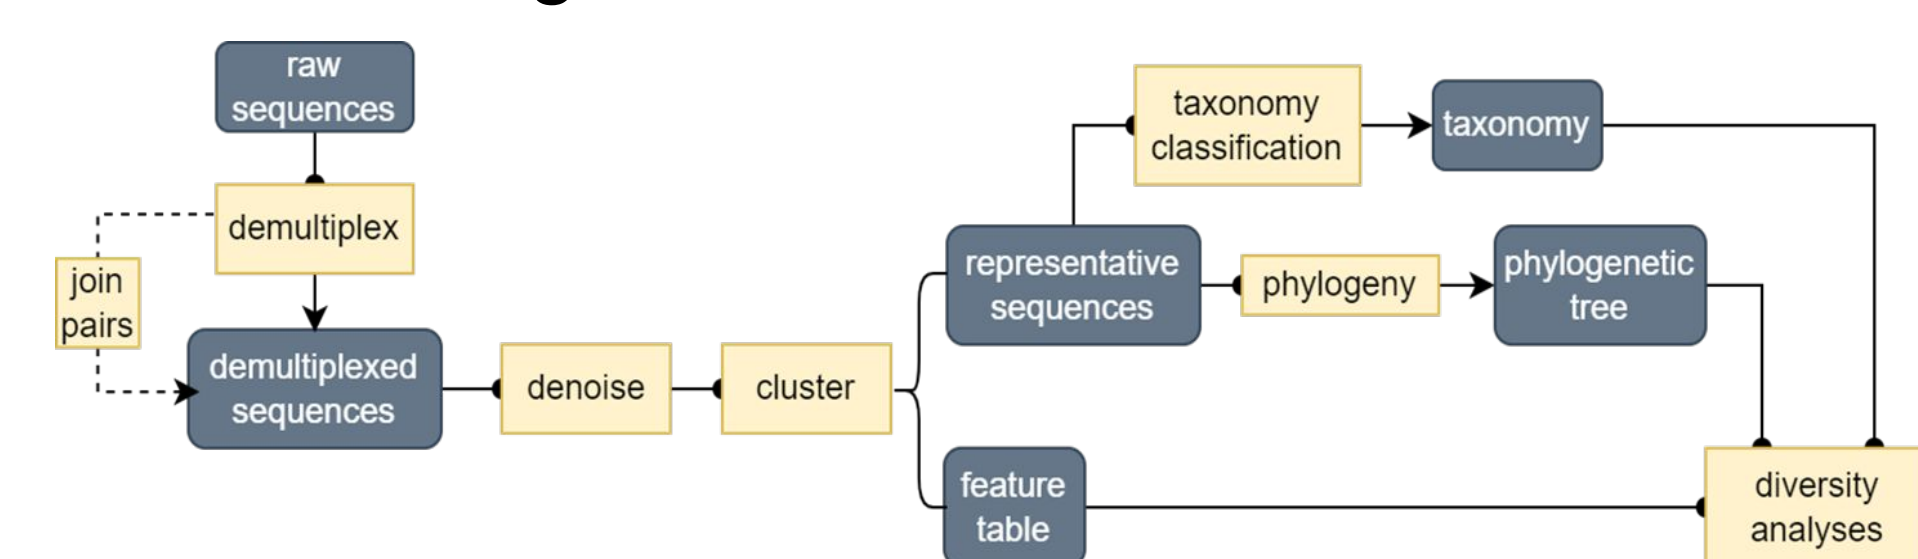 raw
sequences
demultiplex
join
pairs
demultiplexed
sequences
denoise
cluster
representative
sequences
feature
table
taxonomy
classification
taxonomy
phylogeny
phylogenetic
tree
diversity
analyses